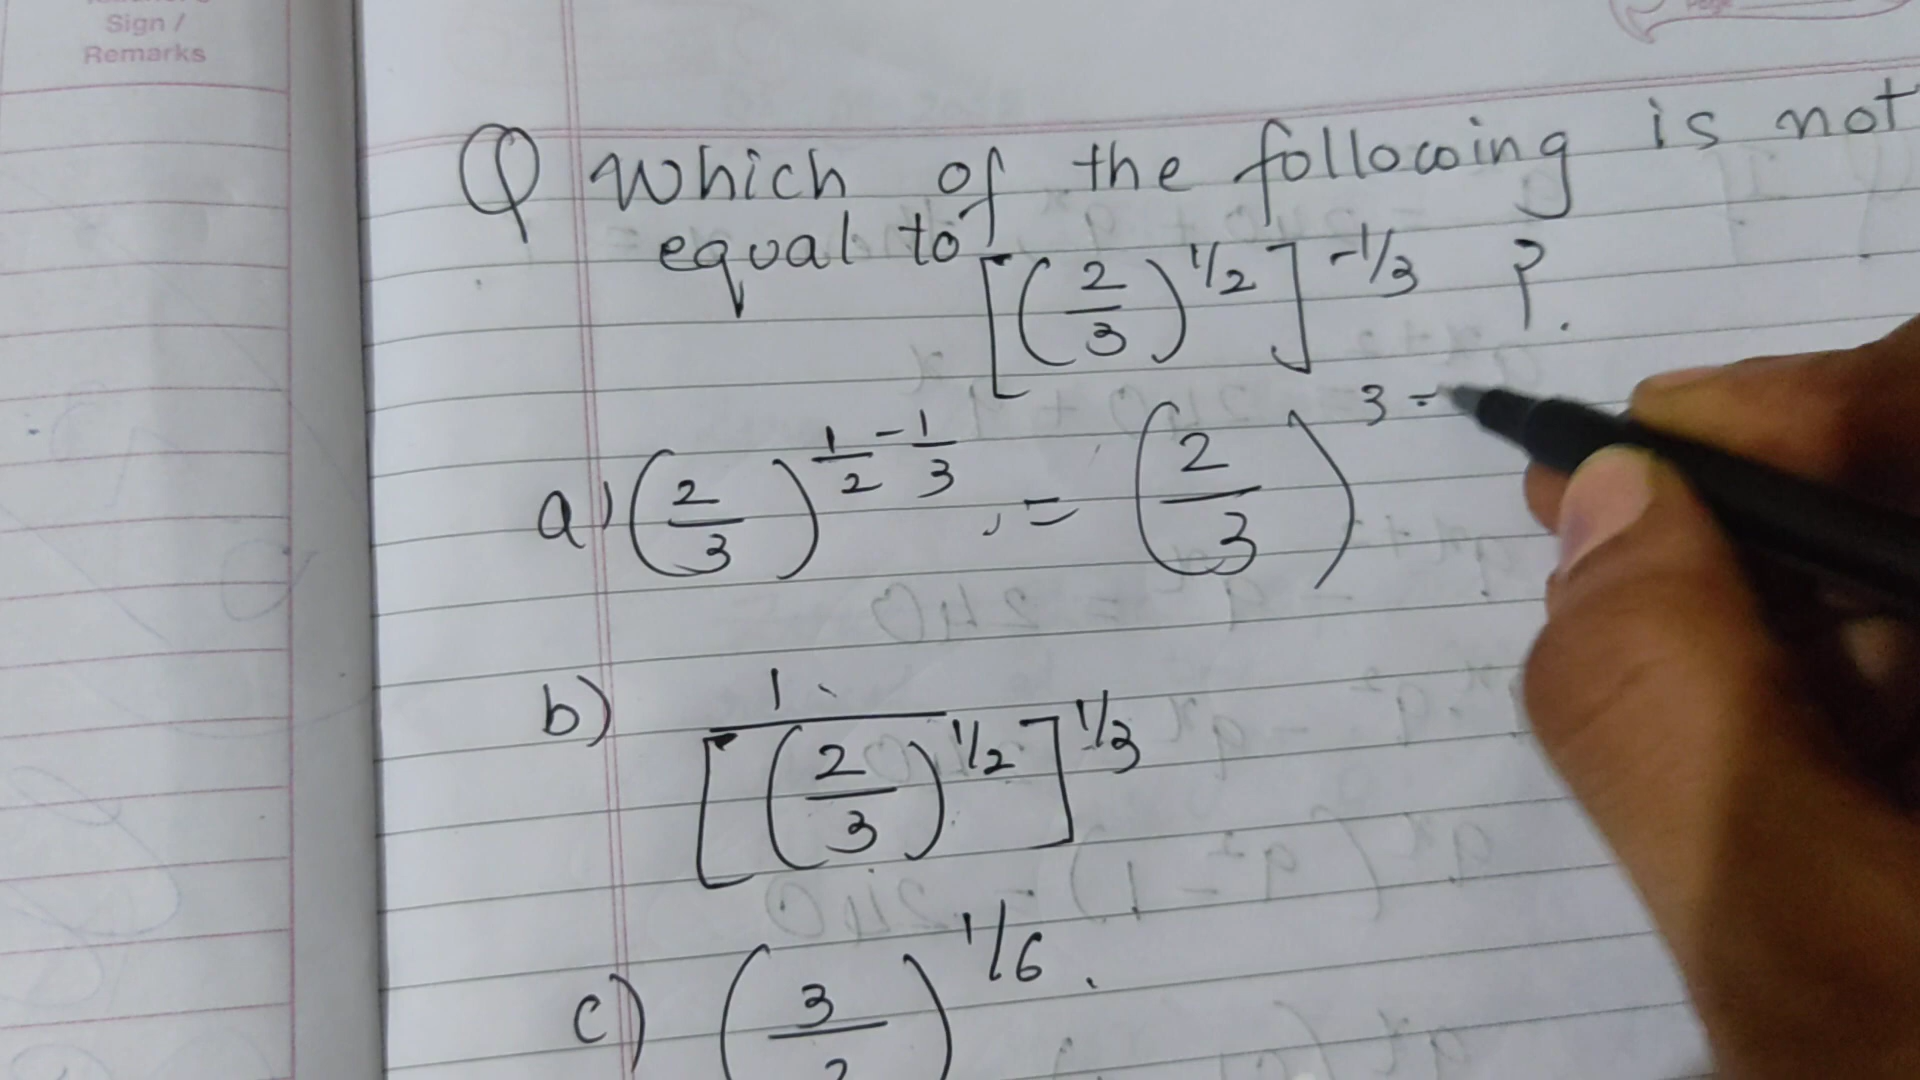 Sign /
Remarks
Q Which of the following is not
equal to [(2/3)^1/2]^-1/3 ?.
a) (2/3)^1/2 - 1/3 . = (2/3)^3 -
b) 1 / [(2/3)^1/2]^1/3
c) (3/2)^1/6 .